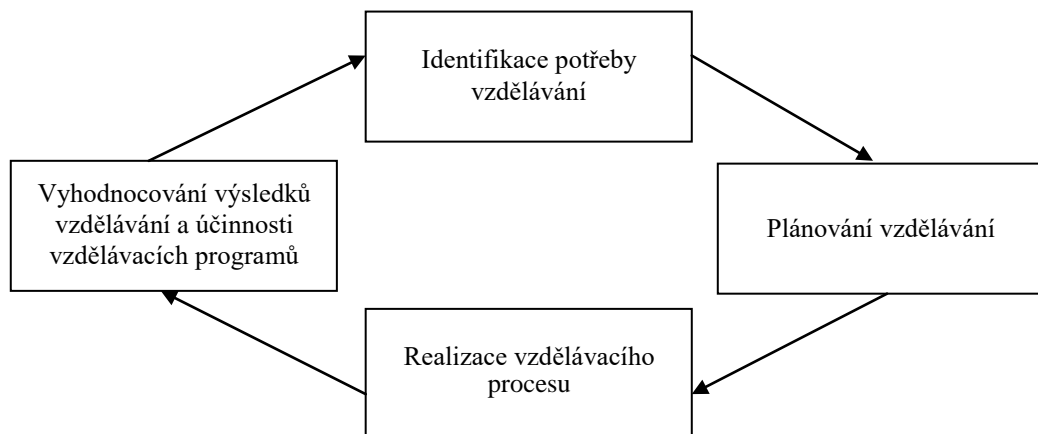 Identifikace potřeby
vzdělávání
Vyhodnocování výsledků
vzdělávání a účinnosti
vzdělávacích programů
Plánování vzdělávání
Realizace vzdělávacího
procesu